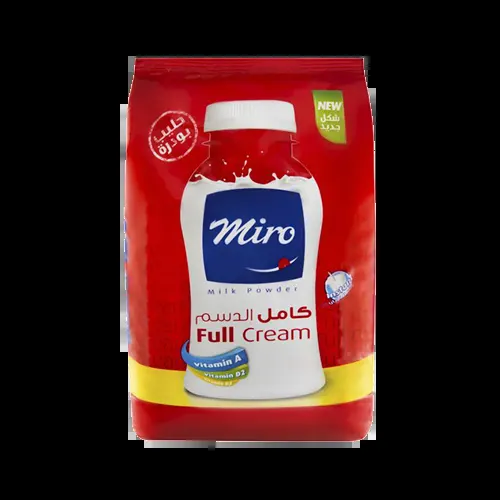 NEW
شكل
جديد
حليب
بودرة
Miro
Milk Powder
كامل الدسم
Full Cream
vitamin A
vitamin D2